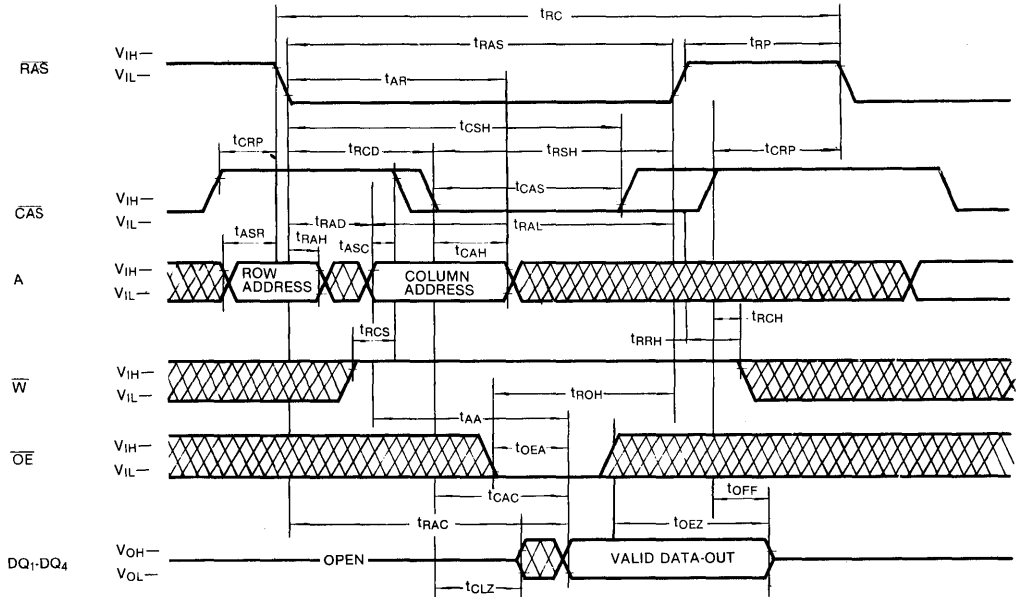 tRC
tRAS
tRP
RAS
VIH—
VIL—
tAR
tCSH
tCRP
tRCD
tRSH
tCRP
CAS
VIH—
VIL—
tCAS
tRAD
tRAL
tASR
tRAH
tASC
tCAH
A
VIH—
VIL—
ROW
ADDRESS
COLUMN
ADDRESS
tRCS
tRCH
tRRH
W
VIH—
VIL—
tROH
tAA
OE
VIH—
VIL—
tOEA
tCAC
tOFF
tRAC
tOEZ
DQ1-DQ4
VOH—
VOL—
OPEN
VALID DATA-OUT
tCLZ